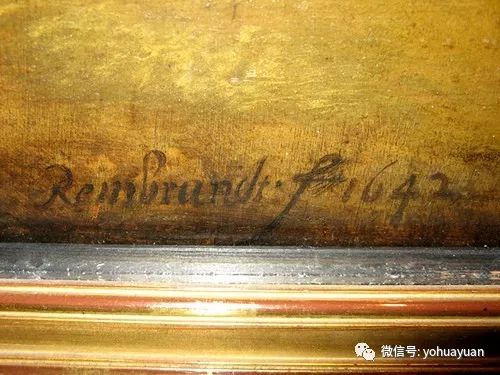 Rembrandt. f 1642
微信号: yohuayuan